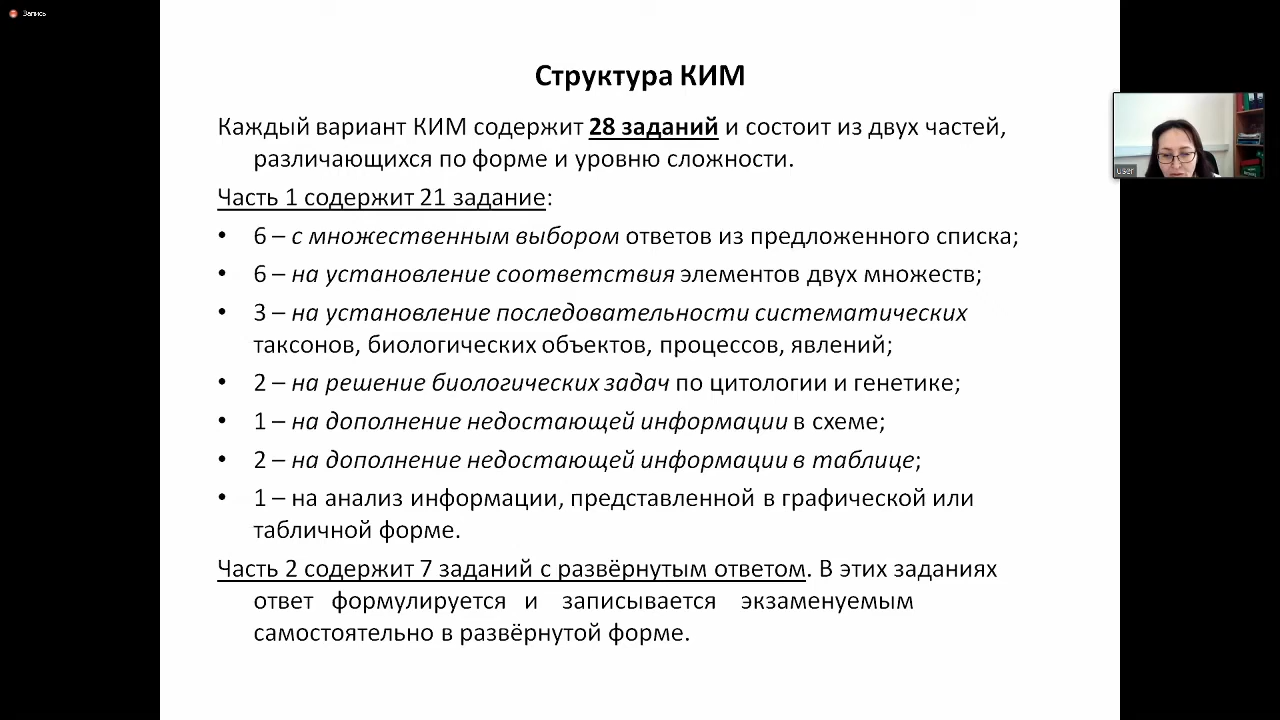 Запись
Структура КИМ
Каждый вариант КИМ содержит 28 заданий и состоит из двух частей,
различающихся по форме и уровню сложности.
Часть 1 содержит 21 задание:
• 6 – с множественным выбором ответов из предложенного списка;
• 6 – на установление соответствия элементов двух множеств;
• 3 – на установление последовательности систематических
таксонов, биологических объектов, процессов, явлений;
• 2 – на решение биологических задач по цитологии и генетике;
• 1 – на дополнение недостающей информации в схеме;
• 2 – на дополнение недостающей информации в таблице;
• 1 – на анализ информации, представленной в графической или
табличной форме.
Часть 2 содержит 7 заданий с развёрнутым ответом. В этих заданиях
ответ формулируется и записывается экзаменуемым
самостоятельно в развёрнутой форме.
user